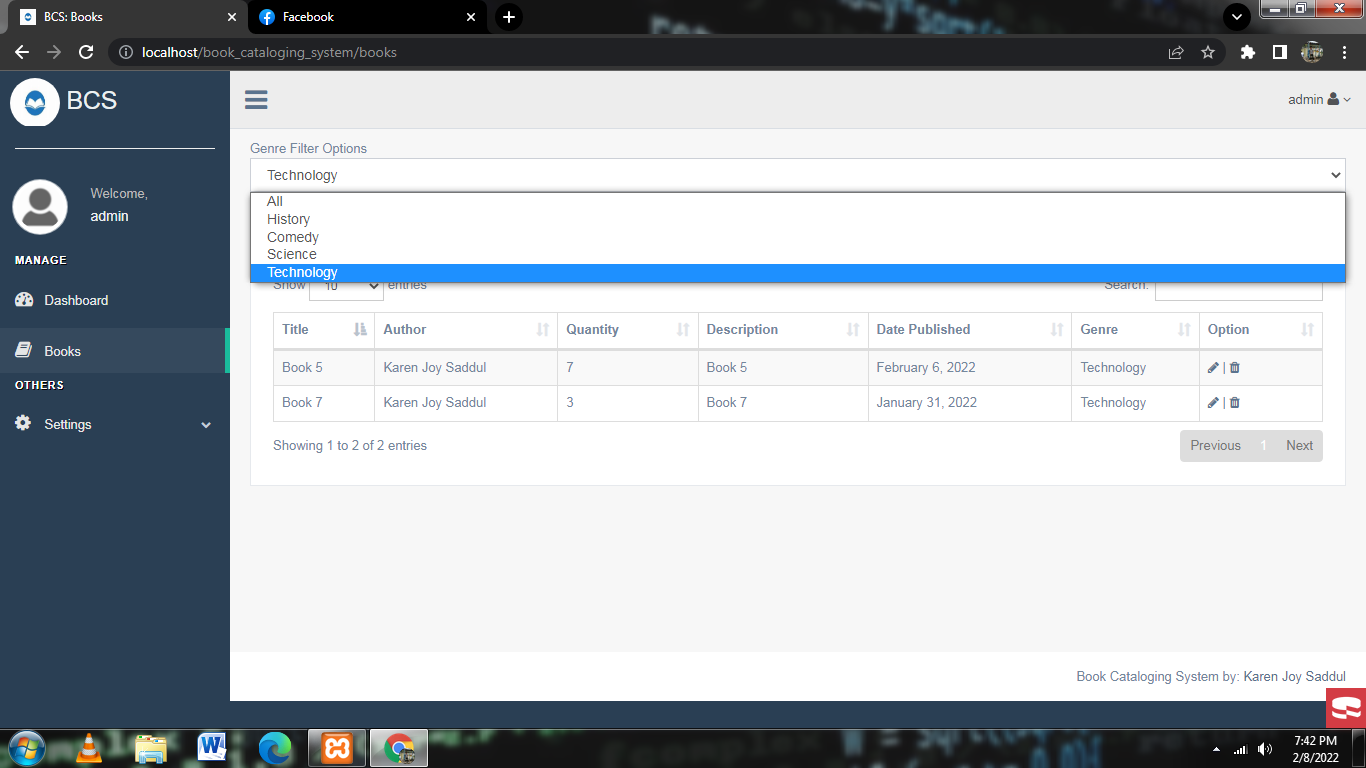 BCS: Books
Facebook
localhost/book_cataloging_system/books
BCS
admin
Welcome,
admin
MANAGE
Dashboard
Books
OTHERS
Settings
Genre Filter Options
Technology
All
History
Comedy
Science
Technology
Show 10 entries Search:
Title Author Quantity Description Date Published Genre Option
Book 5 Karen Joy Saddul 7 Book 5 February 6, 2022 Technology |
Book 7 Karen Joy Saddul 3 Book 7 January 31, 2022 Technology |
Showing 1 to 2 of 2 entries
Previous 1 Next
Book Cataloging System by: Karen Joy Saddul
7:42 PM
2/8/2022